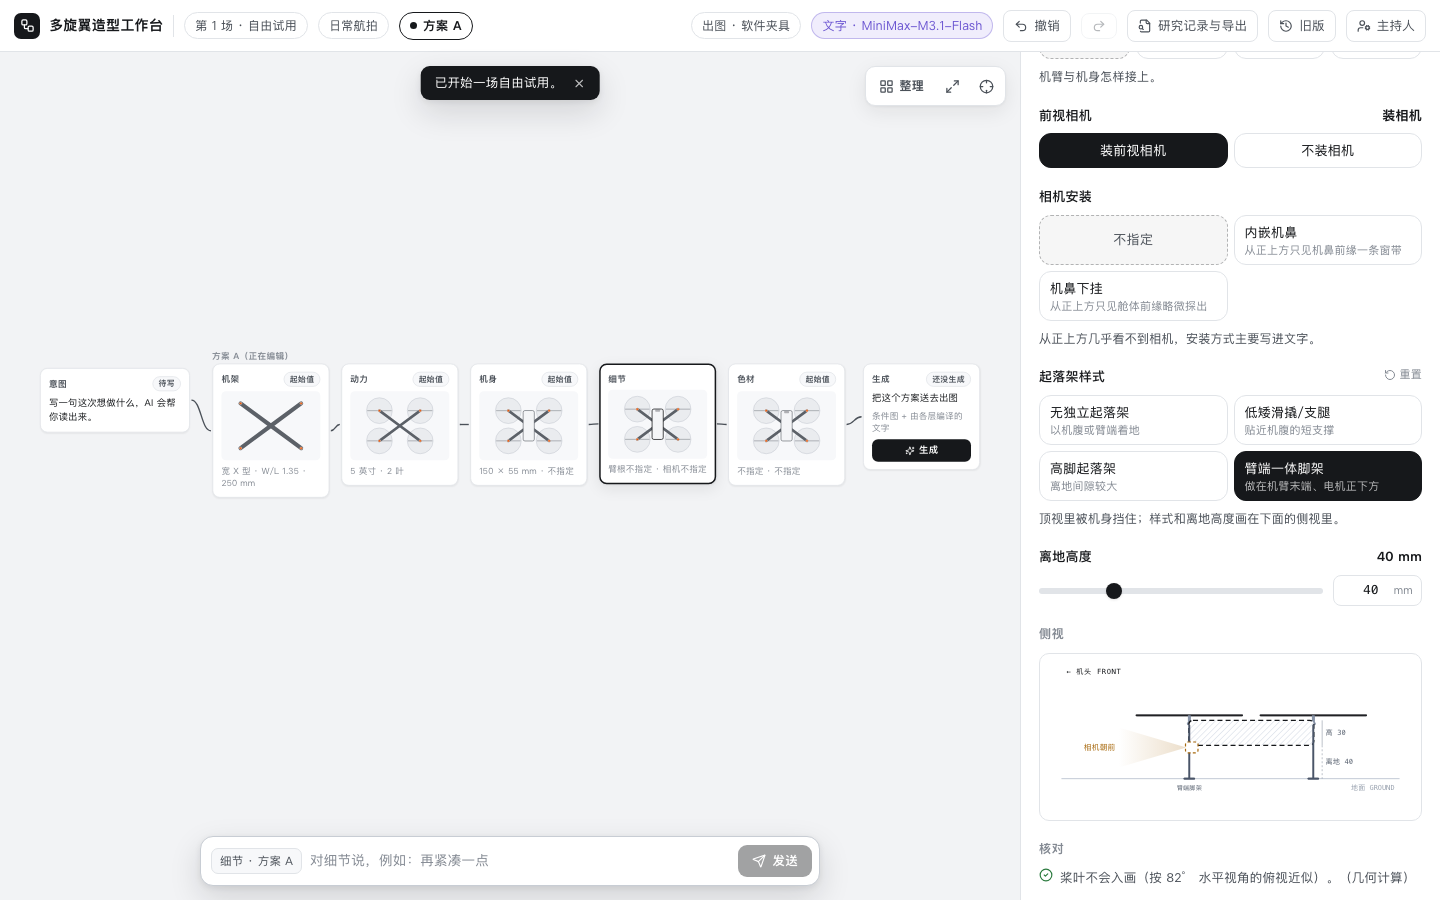 多旋翼造型工作台
第 1 场 · 自由试用
日常航拍
方案 A
出图 · 软件夹具
文字 · MiniMax-M3.1-Flash
撤销
研究记录与导出
旧版
主持人
已开始一场自由试用。
整理
方案 A（正在编辑）
意图
待写
写一句这次想做什么，AI 会帮
你读出来。
机架
起始值
宽 X 型 · W/L 1.35 ·
250 mm
动力
起始值
5 英寸 · 2 叶
机身
起始值
150 × 55 mm · 不指定
细节
臂根不指定 · 相机不指定
色材
起始值
不指定 · 不指定
生成
还没生成
把这个方案送去出图
条件图 + 由各层编译的
文字
生成
细节 · 方案 A
对细节说，例如：再紧凑一点
发送
机臂与机身怎样接上。
前视相机
装相机
装前视相机
不装相机
相机安装
不指定
内嵌机鼻
从正上方只见机鼻前缘一条窗带
机鼻下挂
从正上方只见舱体前缘略微探出
从正上方几乎看不到相机，安装方式主要写进文字。
起落架样式
重置
无独立起落架
以机腹或臂端着地
低矮滑撬/支腿
贴近机腹的短支撑
高脚起落架
离地间隙较大
臂端一体脚架
做在机臂末端、电机正下方
顶视里被机身挡住；样式和离地高度画在下面的侧视里。
离地高度
40 mm
40 mm
侧视
← 机头 FRONT
相机朝前
高 30
离地 40
臂端脚架
地面 GROUND
核对
桨叶不会入画（按 82° 水平视角的俯视近似）。（几何计算）